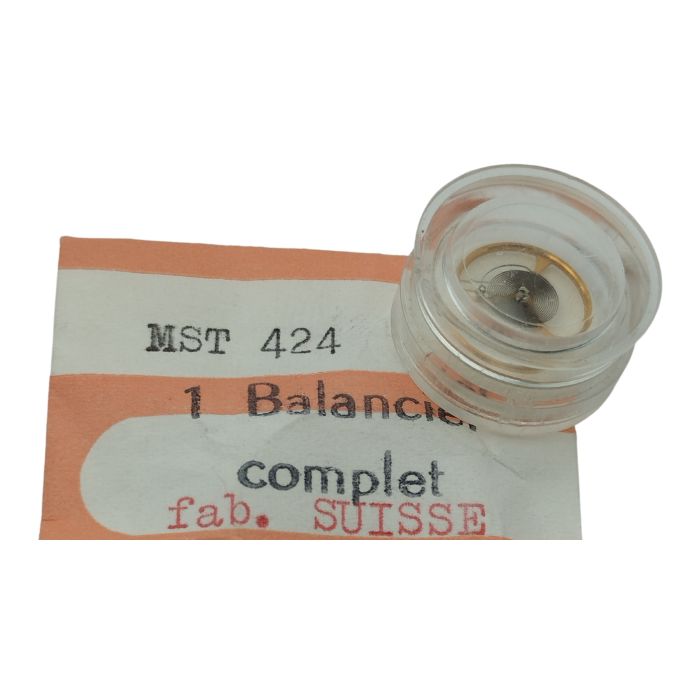 MST 424
1 Balancier
complet
fab. SUISSE